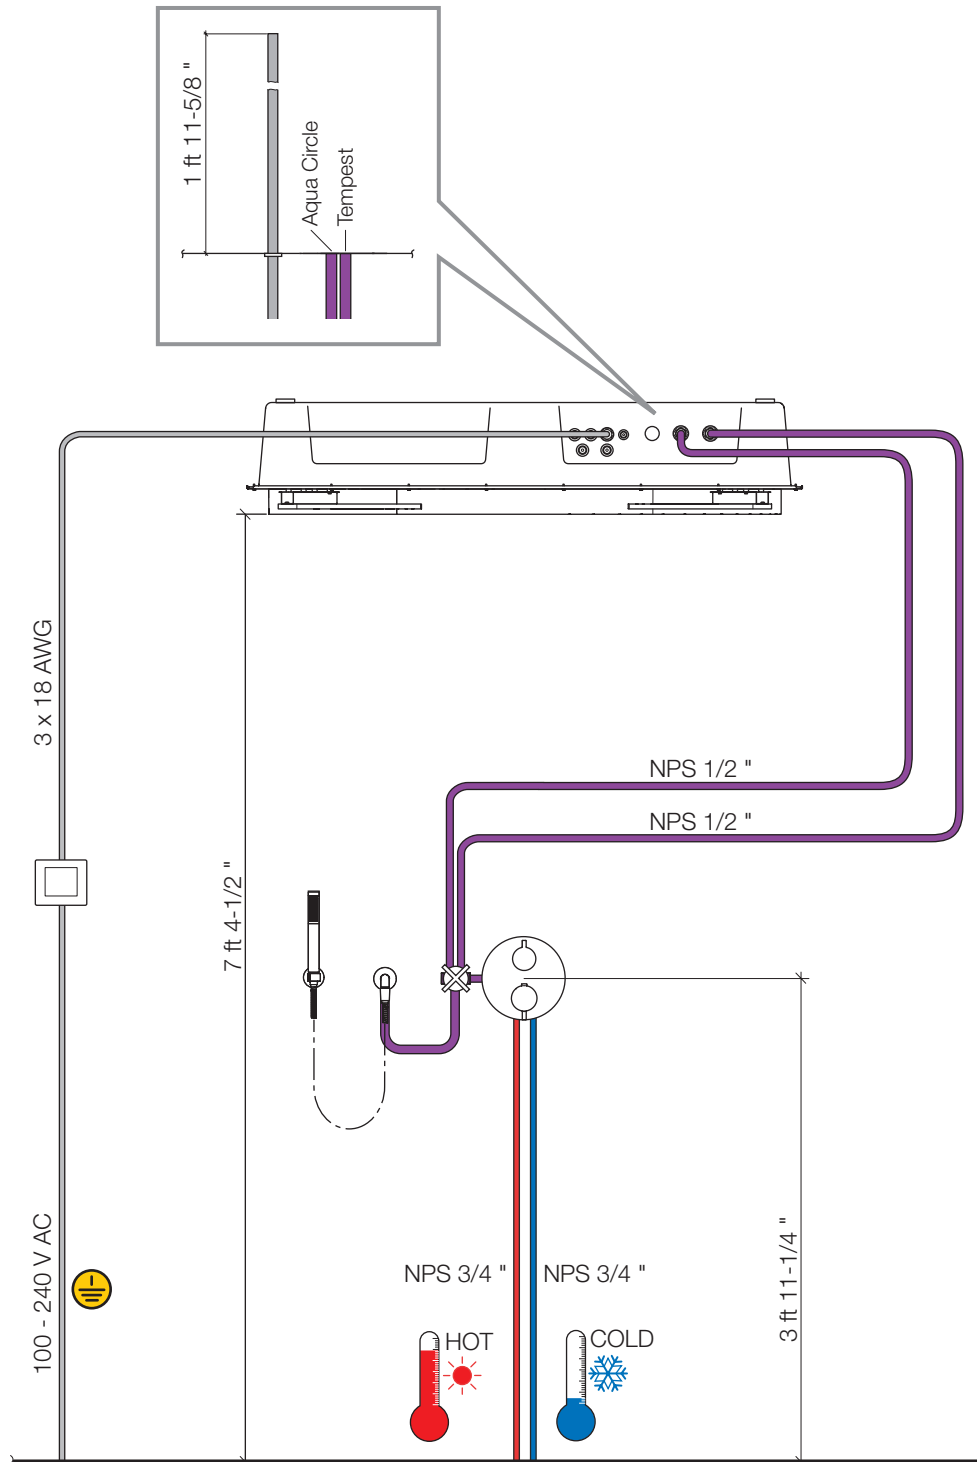 1 ft 11-5/8 "
Aqua Circle
Tempest
3 x 18 AWG
NPS 1/2 "
NPS 1/2 "
7 ft 4-1/2 "
100 - 240 V AC
NPS 3/4 "
NPS 3/4 "
3 ft 11-1/4 "
HOT
COLD